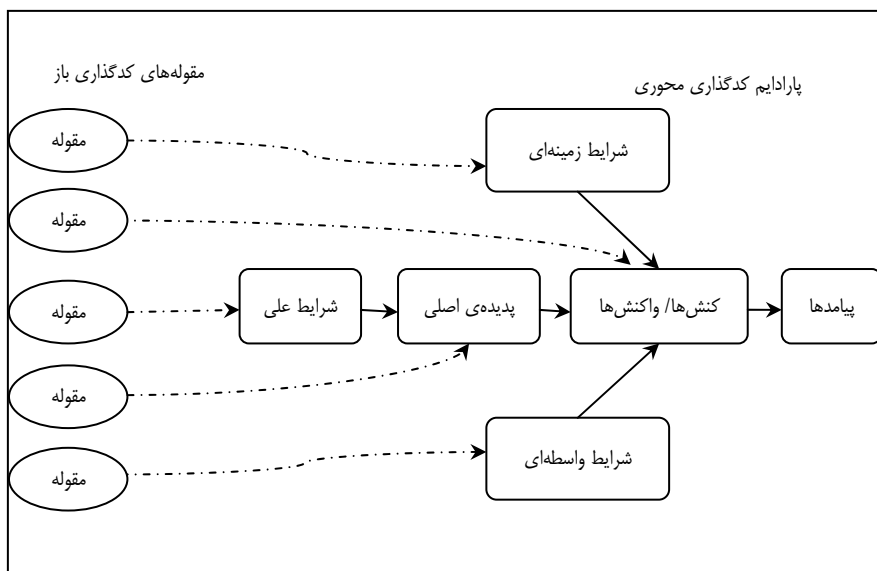 پارادایم کدگذاری محوری
مقوله‌های کدگذاری باز
شرایط زمینه‌ای
مقوله
مقوله
پیامدها
کنش‌ها/ واکنش‌ها
پدیده‌ی اصلی
شرایط علی
مقوله
مقوله
شرایط واسطه‌ای
مقوله